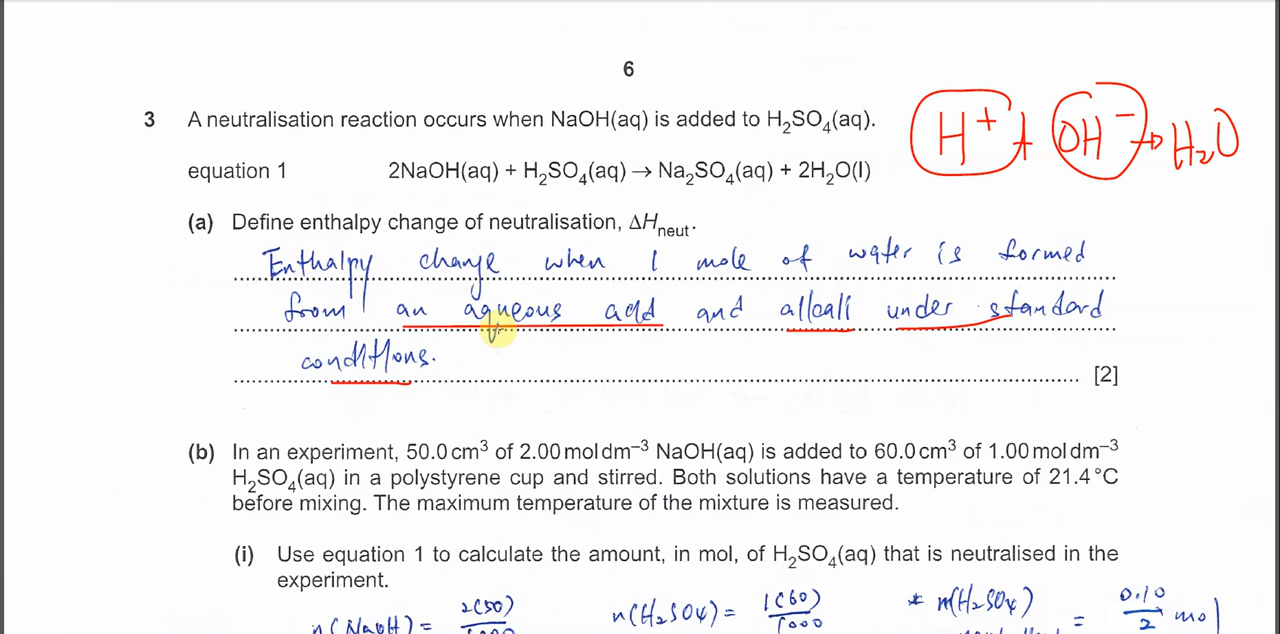 6
3 A neutralisation reaction occurs when NaOH(aq) is added to H₂SO₄(aq).
H⁺ + OH⁻ → H₂O
equation 1 2NaOH(aq) + H₂SO₄(aq) → Na₂SO₄(aq) + 2H₂O(l)
(a) Define enthalpy change of neutralisation, ΔHneut.
Enthalpy change when 1 mole of water is formed
from an aqueous acid and alkali under standard
conditions.
[2]
(b) In an experiment, 50.0 cm³ of 2.00 mol dm⁻³ NaOH(aq) is added to 60.0 cm³ of 1.00 mol dm⁻³
H₂SO₄(aq) in a polystyrene cup and stirred. Both solutions have a temperature of 21.4 °C
before mixing. The maximum temperature of the mixture is measured.
(i) Use equation 1 to calculate the amount, in mol, of H₂SO₄(aq) that is neutralised in the
experiment.
n(NaOH) = 2(50) n(H₂SO₄) = 1(60)/1000 * n(H₂SO₄) = 0.10/2 mol